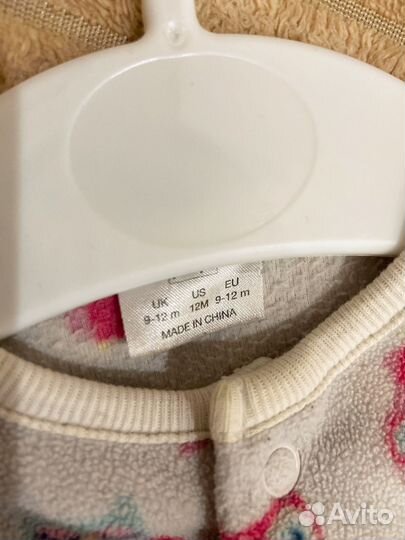 UK US EU
9-12 m 12M 9-12 m
MADE IN CHINA
Avito